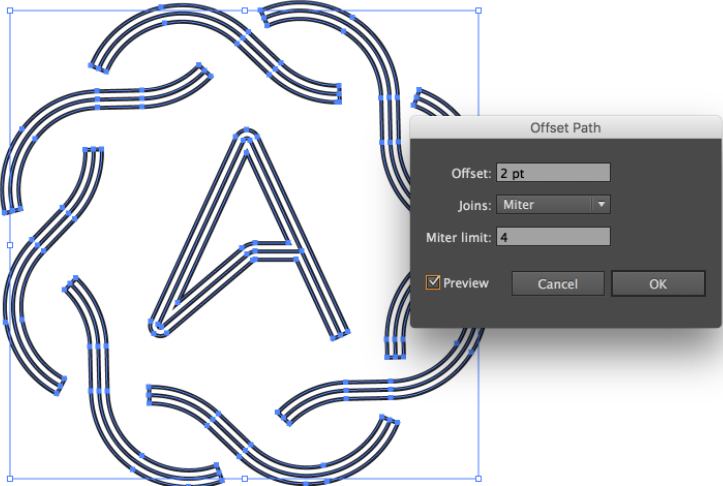 Offset Path
Offset: 2 pt
Joins: Miter
Miter limit: 4
Preview Cancel OK
A